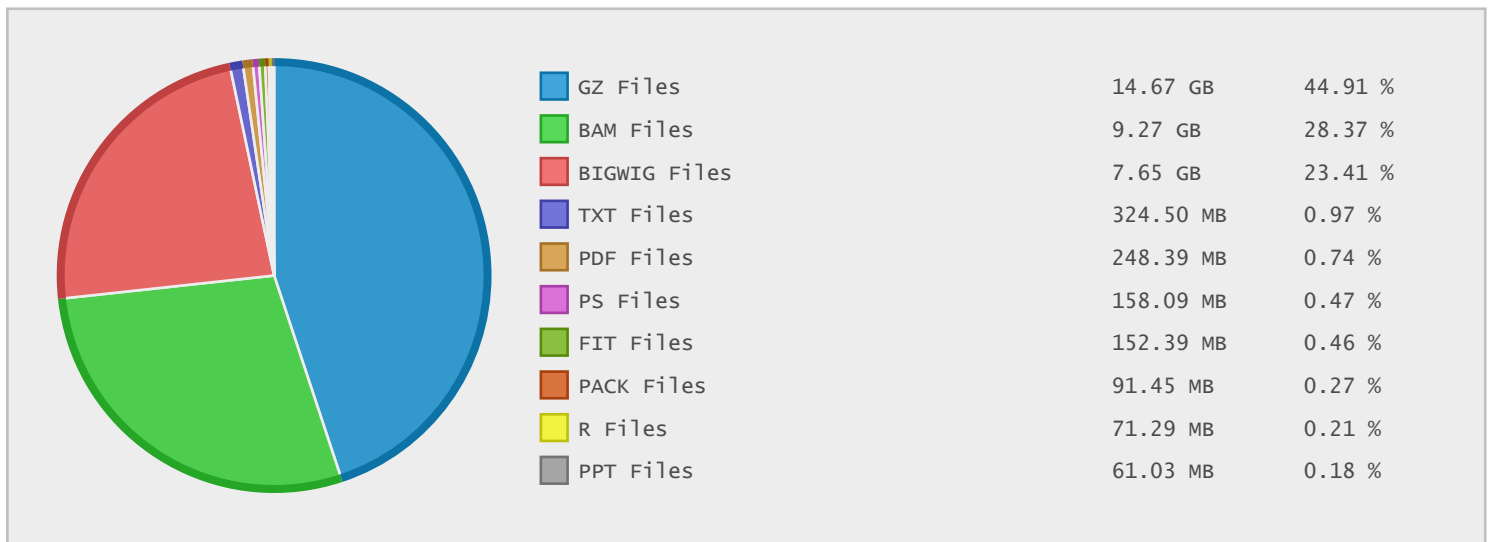 GZ Files 14.67 GB 44.91 %
BAM Files 9.27 GB 28.37 %
BIGWIG Files 7.65 GB 23.41 %
TXT Files 324.50 MB 0.97 %
PDF Files 248.39 MB 0.74 %
PS Files 158.09 MB 0.47 %
FIT Files 152.39 MB 0.46 %
PACK Files 91.45 MB 0.27 %
R Files 71.29 MB 0.21 %
PPT Files 61.03 MB 0.18 %